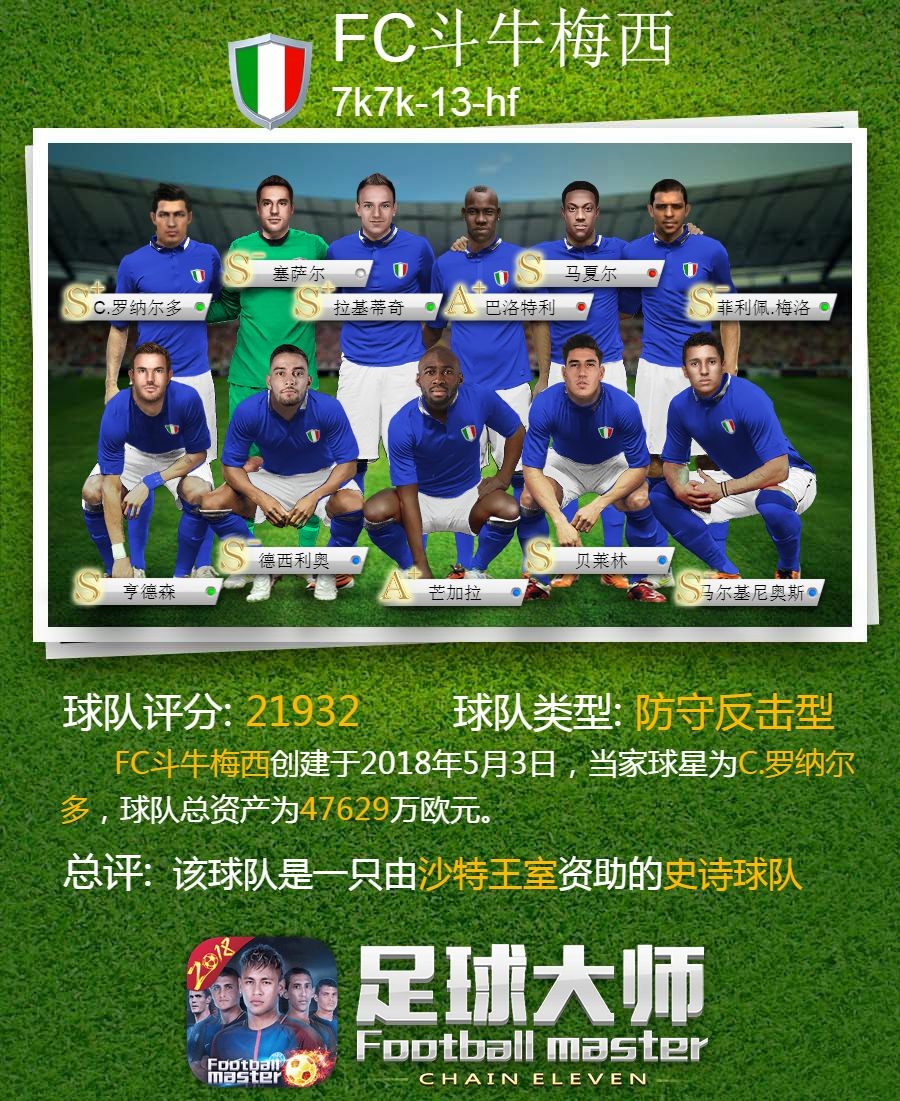 FC斗牛梅西
7k7k-13-hf
S- 塞萨尔
S 马夏尔
S+ C.罗纳尔多
S+ 拉基蒂奇
A+ 巴洛特利
S- 菲利佩.梅洛
S- 德西利奥
S 贝莱林
亨德森
A+ 芒加拉
马尔基尼奥斯
球队评分: 21932 球队类型: 防守反击型
FC斗牛梅西创建于2018年5月3日，当家球星为C.罗纳尔
多，球队总资产为47629万欧元。
总评: 该球队是一只由沙特王室资助的史诗球队
2018
Football
master
足球大师
Football master
CHAIN ELEVEN